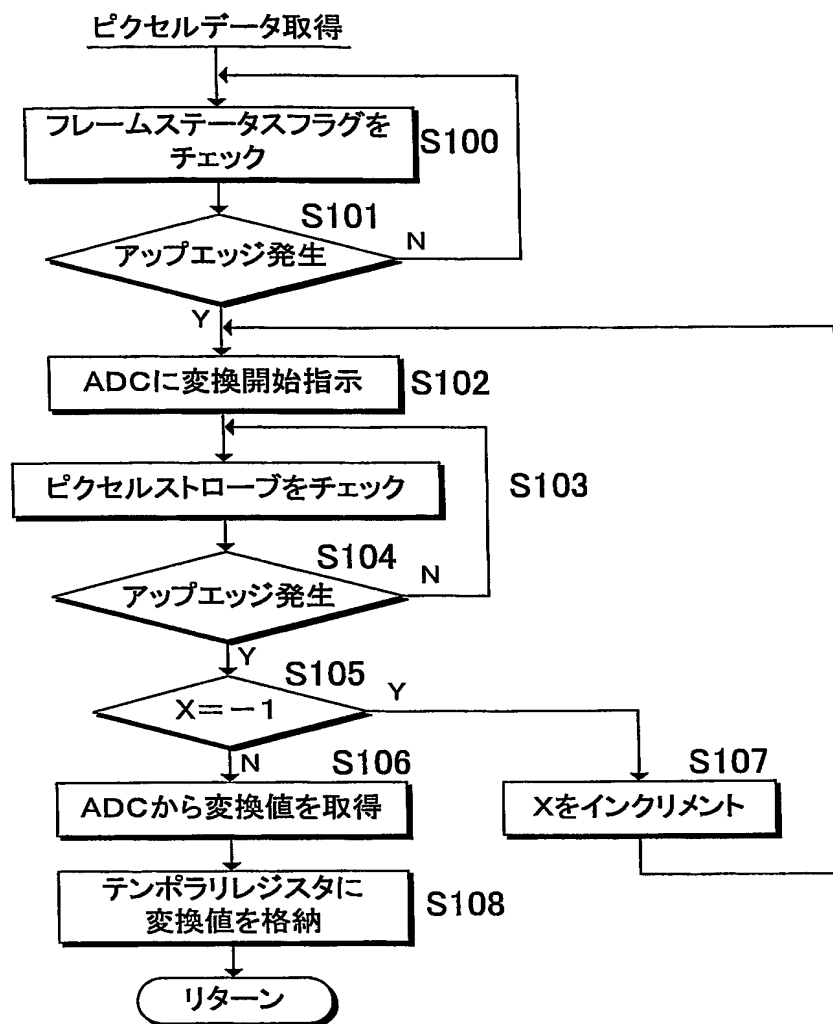 ピクセルデータ取得
フレームステータスフラグを
チェック
S100
S101
アップエッジ発生
N
Y
ADCに変換開始指示
S102
ピクセルストローブをチェック
S103
S104
アップエッジ発生
N
Y
S105
X=-1
Y
N
S106
ADCから変換値を取得
S107
Xをインクリメント
テンポラリレジスタに
変換値を格納
S108
リターン